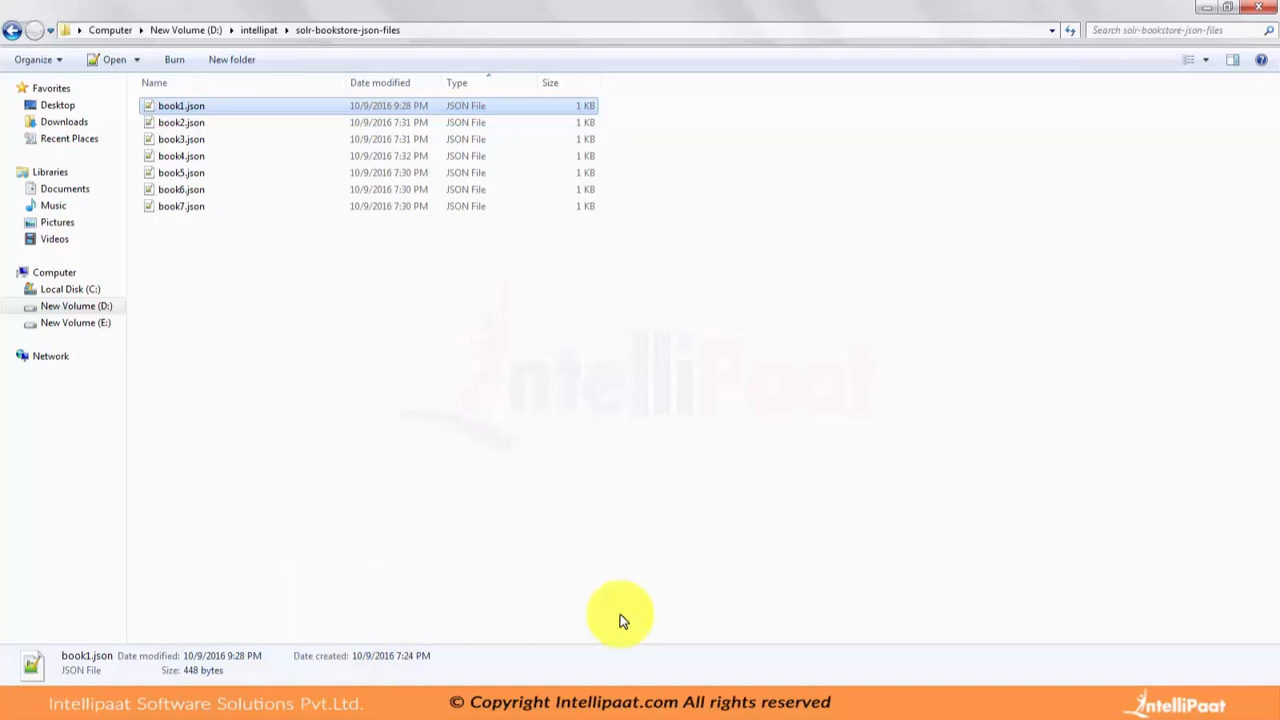 Computer New Volume (D:) intellipat solr-bookstore-json-files Search solr-bookstore-json-files
Organize Open Burn New folder
Name Date modified Type Size
Favorites
Desktop
Downloads
Recent Places
Libraries
Documents
Music
Pictures
Videos
Computer
Local Disk (C:)
New Volume (D:)
New Volume (E:)
Network
book1.json 10/9/2016 9:28 PM JSON File 1 KB
book2.json 10/9/2016 7:31 PM JSON File 1 KB
book3.json 10/9/2016 7:31 PM JSON File 1 KB
book4.json 10/9/2016 7:32 PM JSON File 1 KB
book5.json 10/9/2016 7:30 PM JSON File 1 KB
book6.json 10/9/2016 7:30 PM JSON File 1 KB
book7.json 10/9/2016 7:30 PM JSON File 1 KB
IntelliPaat
book1.json Date modified: 10/9/2016 9:28 PM Date created: 10/9/2016 7:24 PM
JSON File Size: 448 bytes
Intellipaat Software Solutions Pvt.Ltd. © Copyright Intellipaat.com All rights reserved IntelliPaat